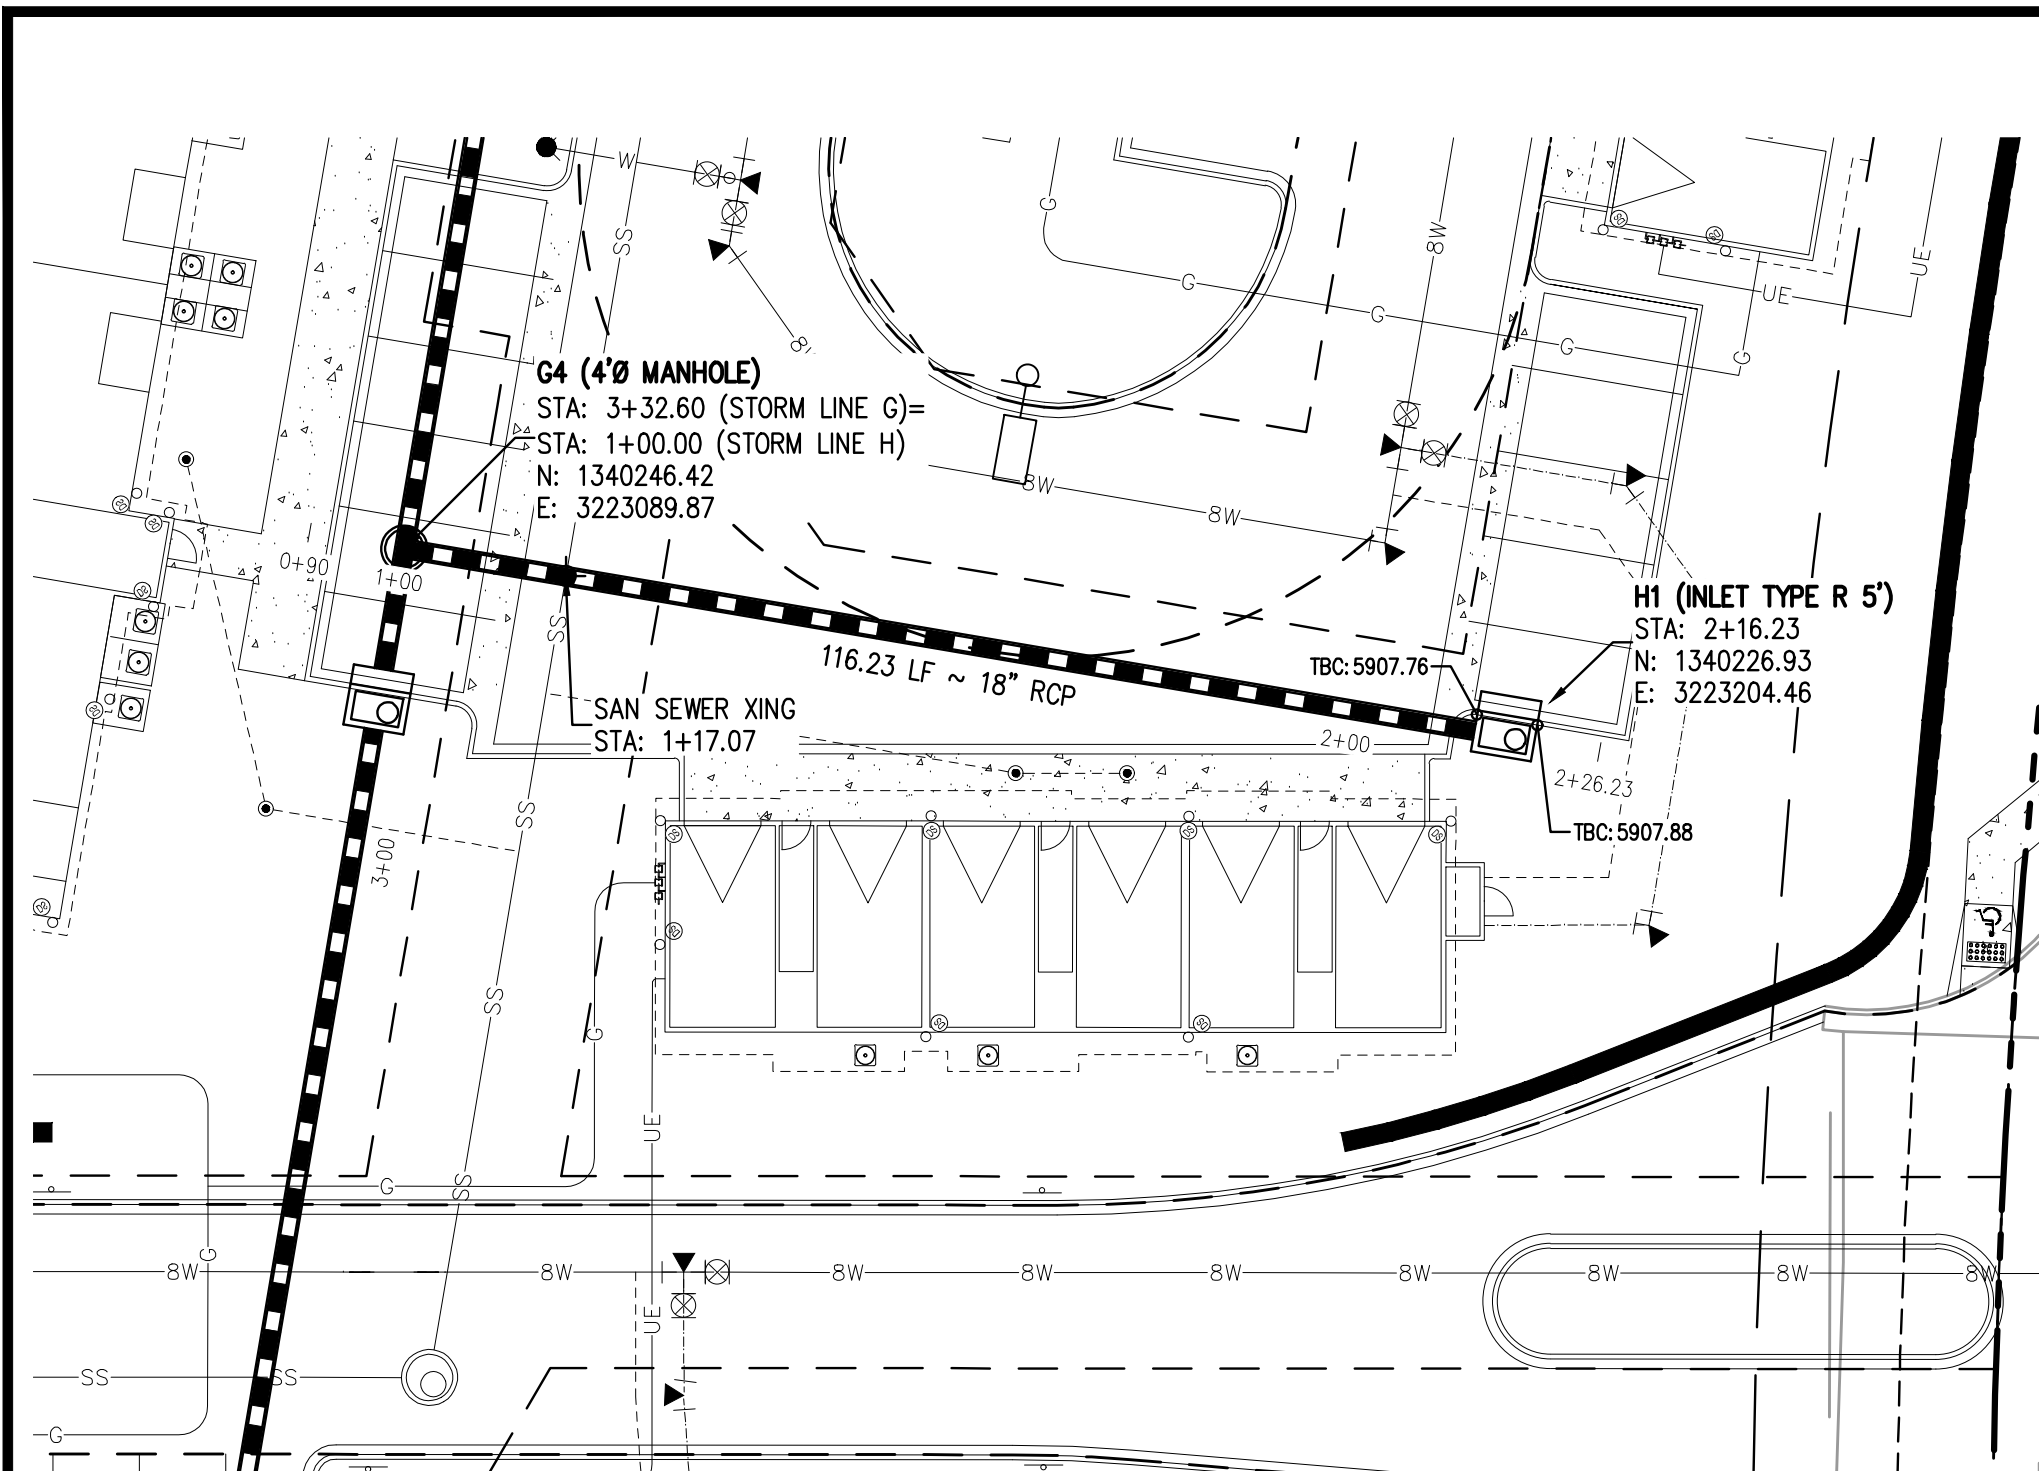 W
SS
G
8W
UE
UE
G
G
G
G
G4 (4'Ø MANHOLE)
STA: 3+32.60 (STORM LINE G)=
STA: 1+00.00 (STORM LINE H)
N: 1340246.42
E: 3223089.87
8W
8W
0+90
1+00
H1 (INLET TYPE R 5')
STA: 2+16.23
N: 1340226.93
E: 3223204.46
SS
116.23 LF ~ 18" RCP
TBC: 5907.76
SAN SEWER XING
STA: 1+17.07
2+00
2+26.23
TBC: 5907.88
SS
3+00
SS
G
UE
SS
G
G
8W
8W
8W
8W
8W
8W
8W
8W
8W
UE
SS
SS
G